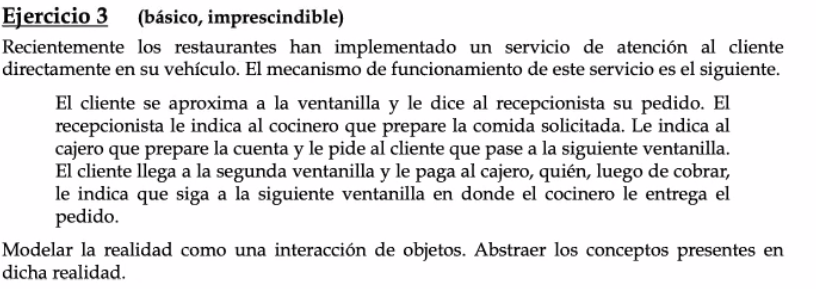 Ejercicio 3 (básico, imprescindible)
Recientemente los restaurantes han implementado un servicio de atención al cliente
directamente en su vehículo. El mecanismo de funcionamiento de este servicio es el siguiente.
El cliente se aproxima a la ventanilla y le dice al recepcionista su pedido. El
recepcionista le indica al cocinero que prepare la comida solicitada. Le indica al
cajero que prepare la cuenta y le pide al cliente que pase a la siguiente ventanilla.
El cliente llega a la segunda ventanilla y le paga al cajero, quién, luego de cobrar,
le indica que siga a la siguiente ventanilla en donde el cocinero le entrega el
pedido.
Modelar la realidad como una interacción de objetos. Abstraer los conceptos presentes en
dicha realidad.